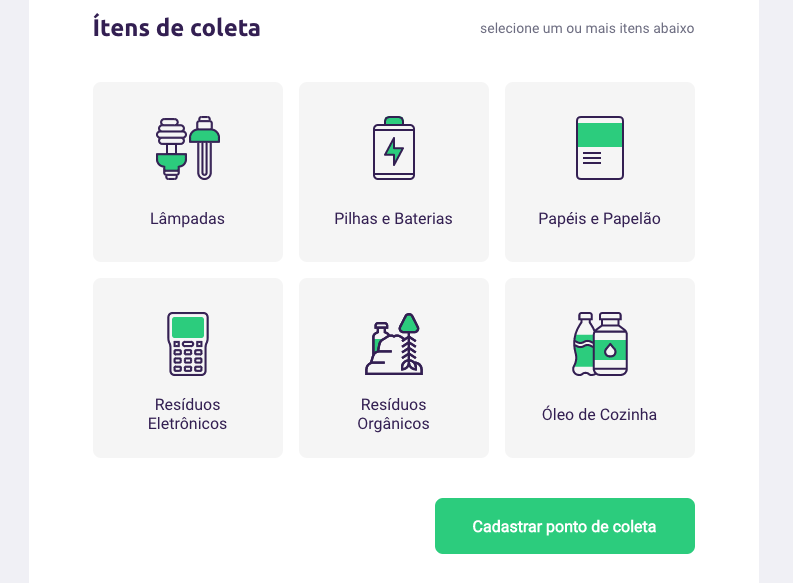 Ítens de coleta
selecione um ou mais itens abaixo
Lâmpadas
Pilhas e Baterias
Papéis e Papelão
Resíduos
Eletrônicos
Resíduos
Orgânicos
Óleo de Cozinha
Cadastrar ponto de coleta